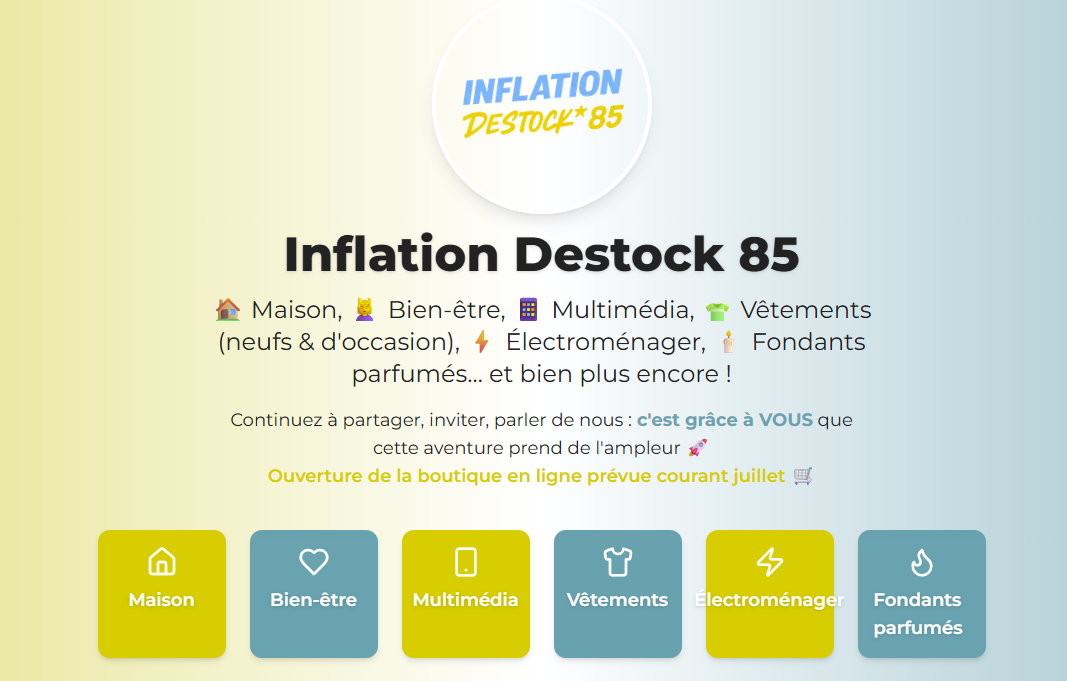 INFLATION
DESTOCK★85
Inflation Destock 85
🏠 Maison, 💆 Bien-être, 📱 Multimédia, 👕 Vêtements
(neufs & d'occasion), ⚡ Électroménager, 🕯️ Fondants
parfumés... et bien plus encore !
Continuez à partager, inviter, parler de nous : c'est grâce à VOUS que
cette aventure prend de l'ampleur 🚀
Ouverture de la boutique en ligne prévue courant juillet 🛒
Maison
Bien-être
Multimédia
Vêtements
Électroménager
Fondants
parfumés